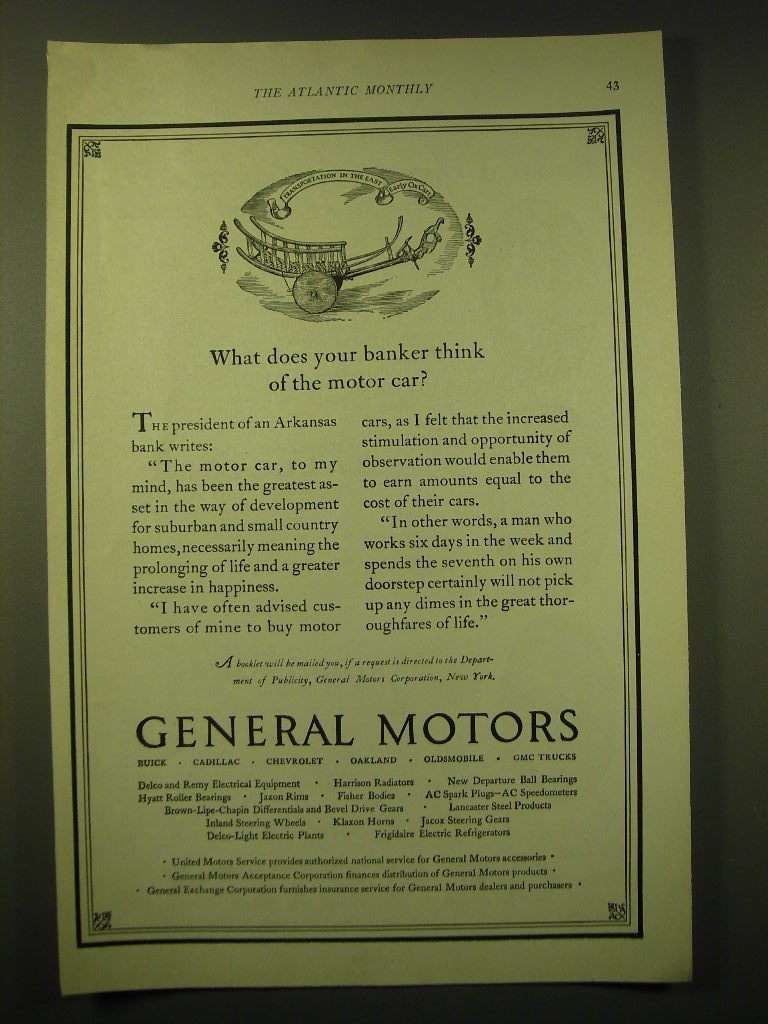 THE ATLANTIC MONTHLY
43
TRANSPORTATION IN THE EAST
Early Ox Cart
What does your banker think
of the motor car?
THE president of an Arkansas
bank writes:
“The motor car, to my
mind, has been the greatest as-
set in the way of development
for suburban and small country
homes, necessarily meaning the
prolonging of life and a greater
increase in happiness.
“I have often advised cus-
tomers of mine to buy motor
cars, as I felt that the increased
stimulation and opportunity of
observation would enable them
to earn amounts equal to the
cost of their cars.
“In other words, a man who
works six days in the week and
spends the seventh on his own
doorstep certainly will not pick
up any dimes in the great thor-
oughfares of life.”
A booklet will be mailed you, if a request is directed to the Depart-
ment of Publicity, General Motors Corporation, New York.
GENERAL MOTORS
BUICK · CADILLAC · CHEVROLET · OAKLAND · OLDSMOBILE · GMC TRUCKS
Delco and Remy Electrical Equipment · Harrison Radiators · New Departure Ball Bearings
Hyatt Roller Bearings · Jaxon Rims · Fisher Bodies · AC Spark Plugs—AC Speedometers
Brown-Lipe-Chapin Differentials and Bevel Drive Gears · Lancaster Steel Products
Inland Steering Wheels · Klaxon Horns · Jacox Steering Gears
Delco-Light Electric Plants · Frigidaire Electric Refrigerators
· United Motors Service provides authorized national service for General Motors accessories ·
· General Motors Acceptance Corporation finances distribution of General Motors products ·
· General Exchange Corporation furnishes insurance service for General Motors dealers and purchasers ·